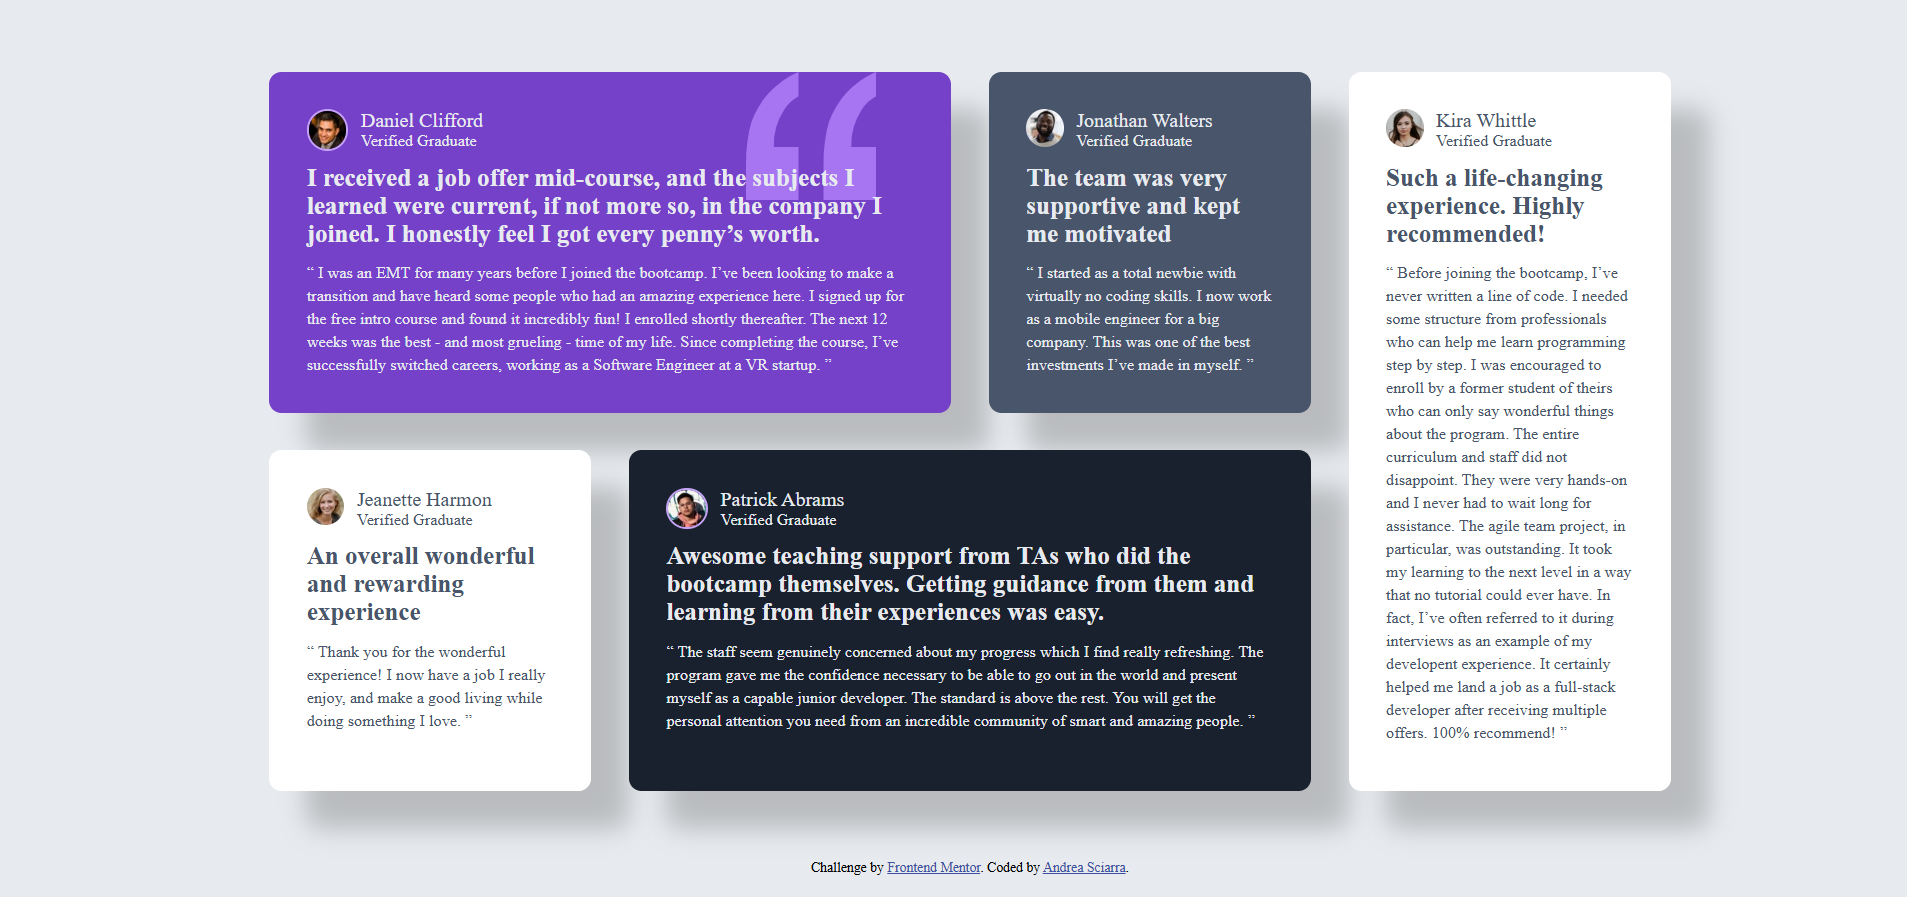 Daniel Clifford
Verified Graduate
I received a job offer mid-course, and the subjects I
learned were current, if not more so, in the company I
joined. I honestly feel I got every penny’s worth.
“ I was an EMT for many years before I joined the bootcamp. I’ve been looking to make a
transition and have heard some people who had an amazing experience here. I signed up for
the free intro course and found it incredibly fun! I enrolled shortly thereafter. The next 12
weeks was the best - and most grueling - time of my life. Since completing the course, I’ve
successfully switched careers, working as a Software Engineer at a VR startup. ”
Jonathan Walters
Verified Graduate
The team was very
supportive and kept
me motivated
“ I started as a total newbie with
virtually no coding skills. I now work
as a mobile engineer for a big
company. This was one of the best
investments I’ve made in myself. ”
Kira Whittle
Verified Graduate
Such a life-changing
experience. Highly
recommended!
“ Before joining the bootcamp, I’ve
never written a line of code. I needed
some structure from professionals
who can help me learn programming
step by step. I was encouraged to
enroll by a former student of theirs
who can only say wonderful things
about the program. The entire
curriculum and staff did not
disappoint. They were very hands-on
and I never had to wait long for
assistance. The agile team project, in
particular, was outstanding. It took
my learning to the next level in a way
that no tutorial could ever have. In
fact, I’ve often referred to it during
interviews as an example of my
developent experience. It certainly
helped me land a job as a full-stack
developer after receiving multiple
offers. 100% recommend! ”
Jeanette Harmon
Verified Graduate
An overall wonderful
and rewarding
experience
“ Thank you for the wonderful
experience! I now have a job I really
enjoy, and make a good living while
doing something I love. ”
Patrick Abrams
Verified Graduate
Awesome teaching support from TAs who did the
bootcamp themselves. Getting guidance from them and
learning from their experiences was easy.
“ The staff seem genuinely concerned about my progress which I find really refreshing. The
program gave me the confidence necessary to be able to go out in the world and present
myself as a capable junior developer. The standard is above the rest. You will get the
personal attention you need from an incredible community of smart and amazing people. ”
Challenge by Frontend Mentor. Coded by Andrea Sciarra.